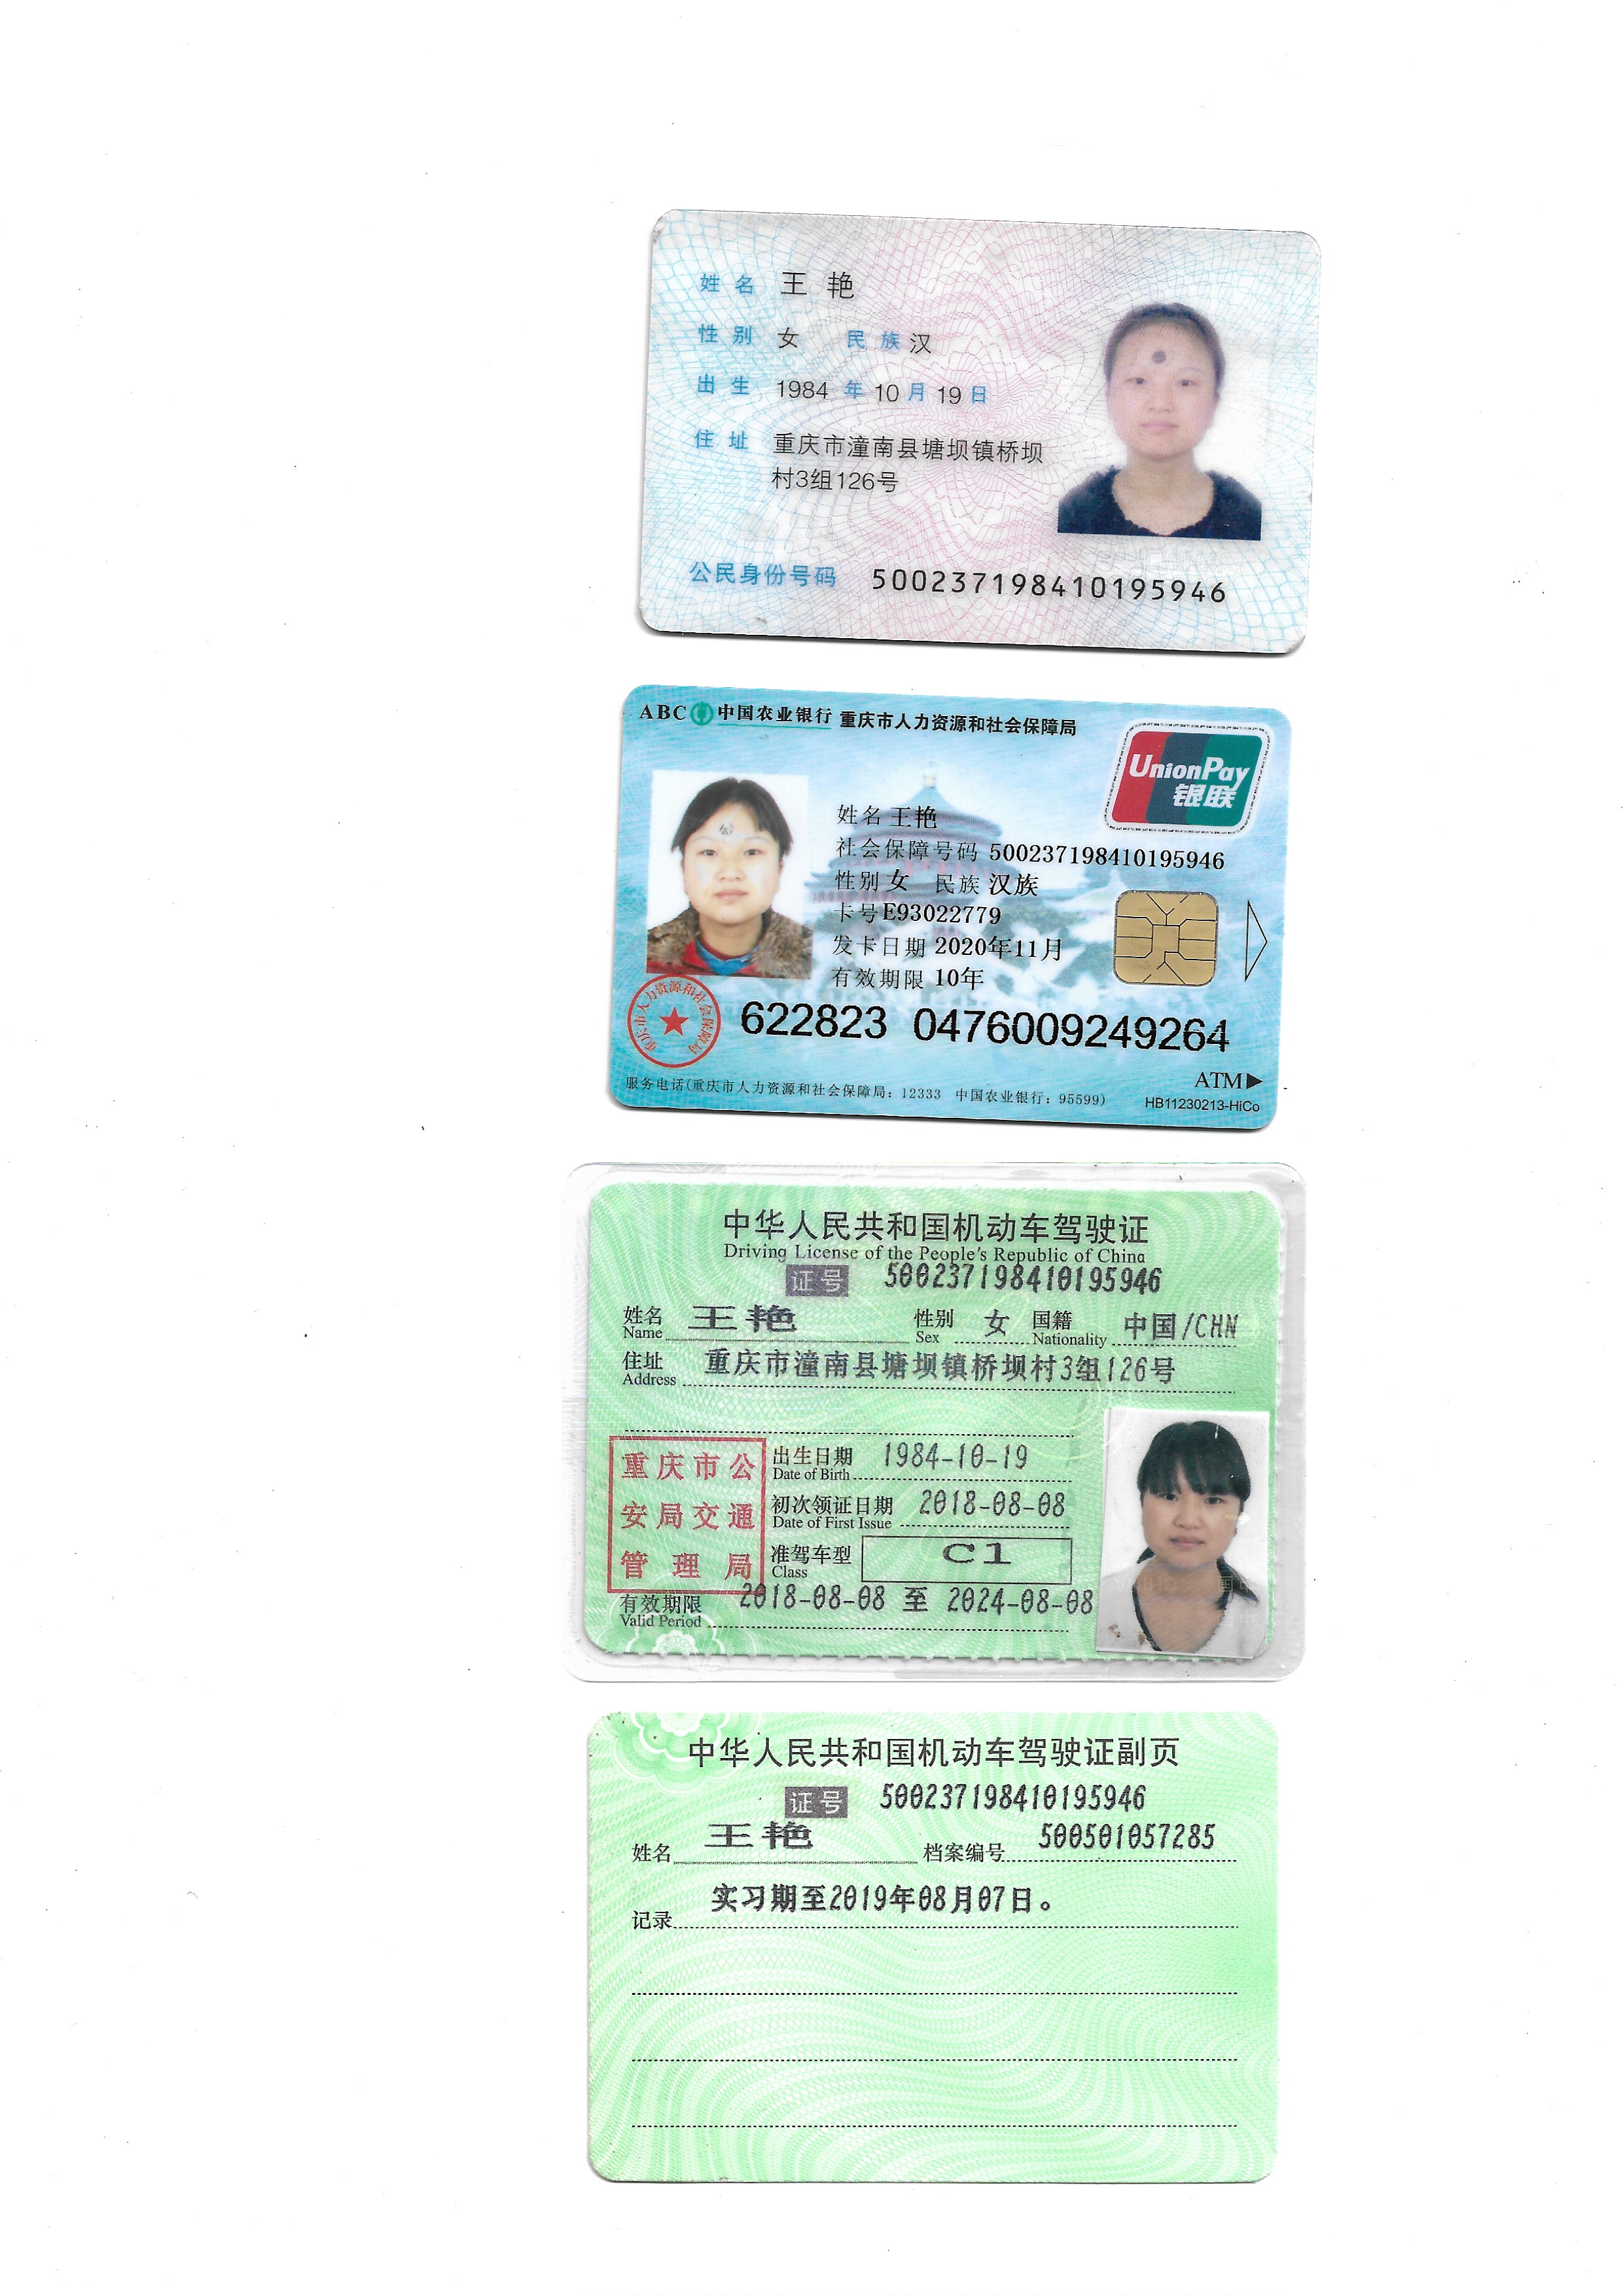 姓名 王艳
性别 女 民族 汉
出生 1984 年 10 月 19 日
住址 重庆市潼南县塘坝镇桥坝
村3组126号
公民身份号码 500237198410195946
ABC 中国农业银行 重庆市人力资源和社会保障局
UnionPay
银联
姓名 王艳
社会保障号码 500237198410195946
性别 女 民族 汉族
卡号 E93022779
发卡日期 2020年11月
有效期限 10年
重庆市人力资源和社会保障局
622823 0476009249264
ATM
服务电话(重庆市人力资源和社会保障局: 12333 中国农业银行: 95599)
HB11230213-HiCo
中华人民共和国机动车驾驶证
Driving License of the People's Republic of China
证号 500237198410195946
姓名 王艳 性别 女 国籍 中国/CHN
Name Sex Nationality
住址 重庆市潼南县塘坝镇桥坝村3组126号
Address
重庆市公
安局交通
管理局
出生日期 1984-10-19
Date of Birth
初次领证日期 2018-08-08
Date of First Issue
准驾车型 C1
Class
有效期限 2018-08-08 至 2024-08-08
Valid Period
中华人民共和国机动车驾驶证副页
证号 500237198410195946
姓名 王艳 档案编号 500501057285
记录 实习期至2019年08月07日。